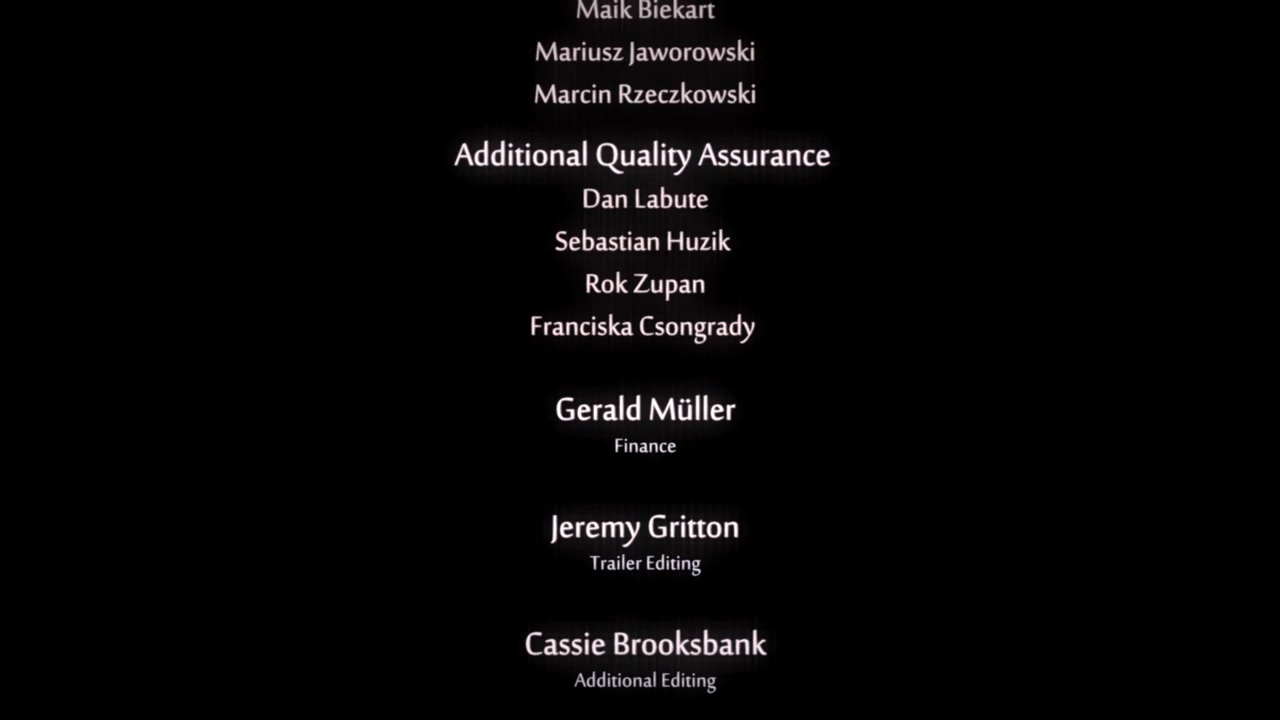 Maik Biekart
Mariusz Jaworowski
Marcin Rzeczkowski
Additional Quality Assurance
Dan Labute
Sebastian Huzik
Rok Zupan
Franciska Csongrady
Gerald Müller
Finance
Jeremy Gritton
Trailer Editing
Cassie Brooksbank
Additional Editing